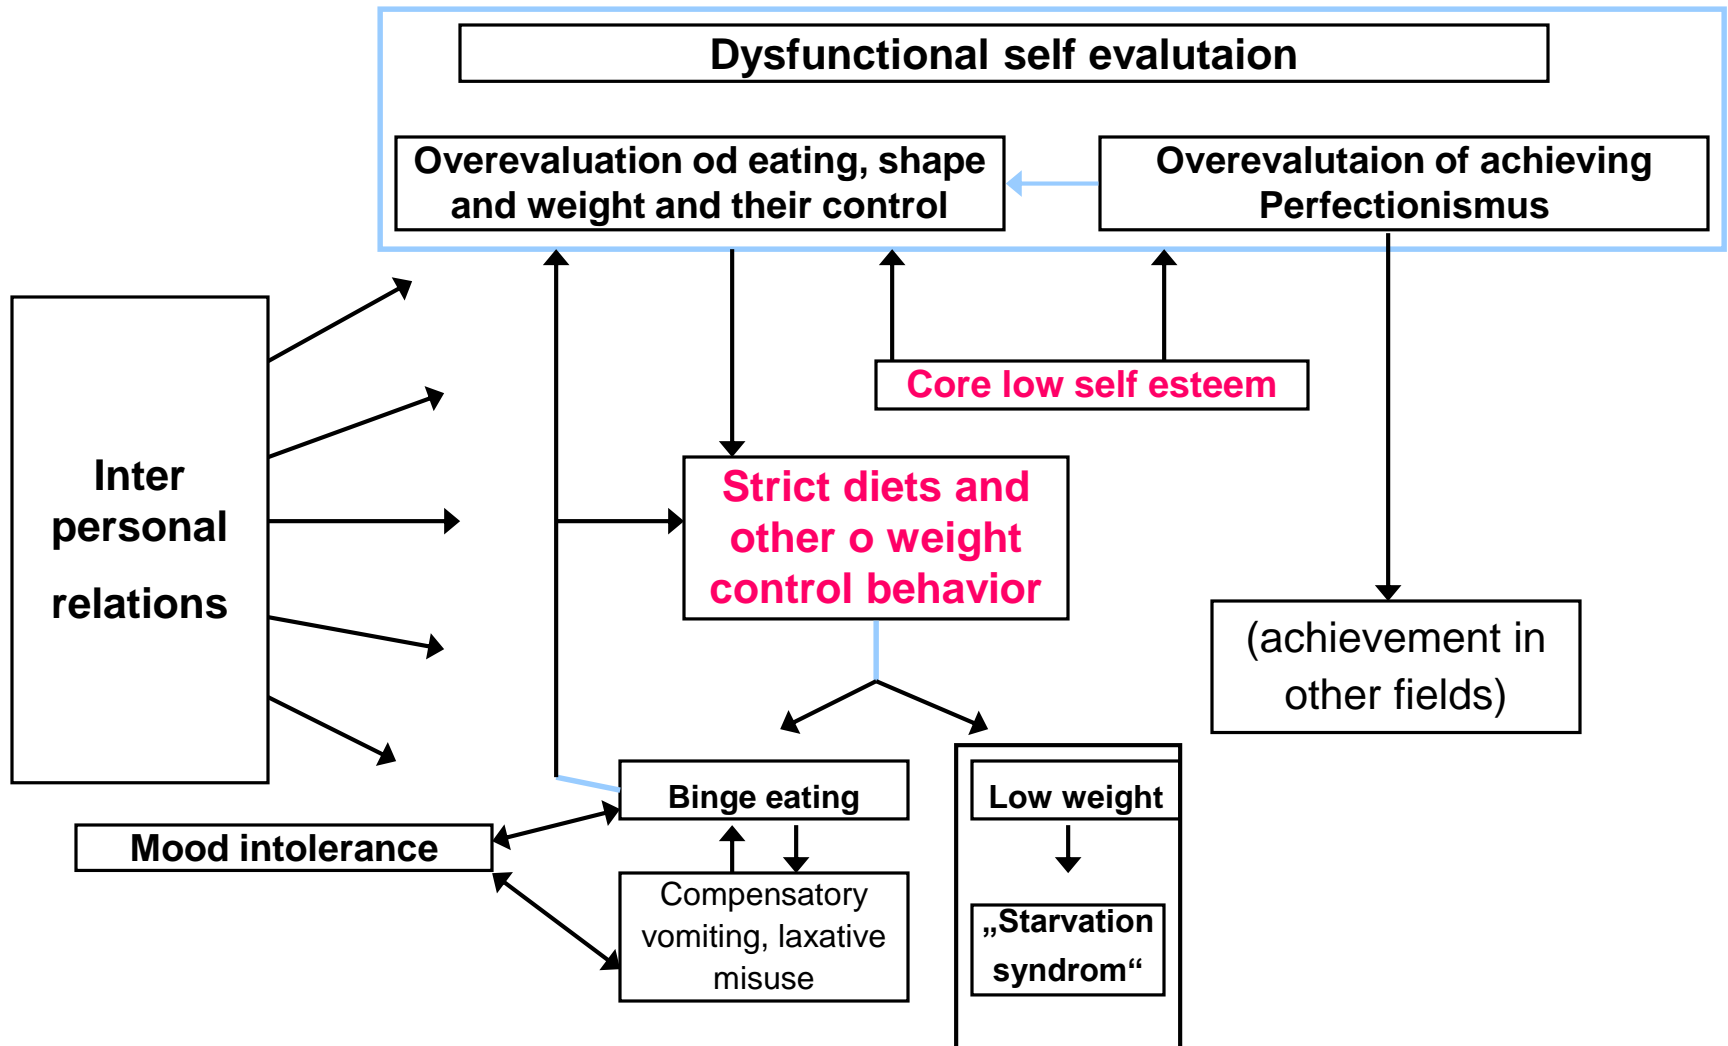 Dysfunctional self evalutaion
Overevaluation od eating, shape
and weight and their control
Overevalutaion of achieving
Perfectionismus
Core low self esteem
Inter
personal
relations
Strict diets and
other o weight
control behavior
(achievement in
other fields)
Binge eating
Low weight
Mood intolerance
Compensatory
vomiting, laxative
misuse
„Starvation
syndrom“